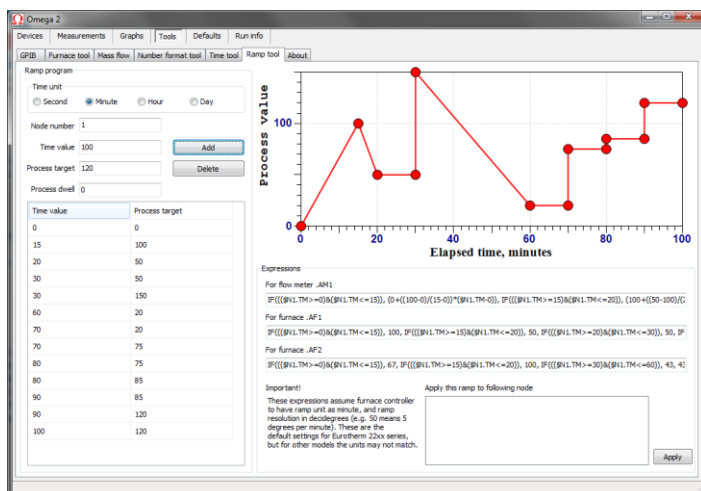 Omega 2
Devices Measurements Graphs Tools Defaults Run info
GPIB Furnace tool Mass flow Number format tool Time tool Ramp tool About
Ramp program
Time unit
Second Minute Hour Day
Node number 1
Time value 100 Add
Process target 120 Delete
Process dwell 0
Time value Process target
0 0
15 100
20 50
30 50
30 150
60 20
70 20
70 75
80 75
80 85
90 85
90 120
100 120
Process value
100
0
0 20 40 60 80 100
Elapsed time, minutes
Expressions
For flow meter .AM1
IF((($N1.TM>=0)&($N1.TM<=15)), (0+((100-0)/(15-0))*($N1.TM-0)), IF((($N1.TM>=15)&($N1.TM<=20)), (100+((50-100)/(2
For furnace .AF1
IF((($N1.TM>=0)&($N1.TM<=15)), 100, IF((($N1.TM>=15)&($N1.TM<=20)), 50, IF((($N1.TM>=20)&($N1.TM<=30)), 50, IF
For furnace .AF2
IF((($N1.TM>=0)&($N1.TM<=15)), 67, IF((($N1.TM>=15)&($N1.TM<=20)), 100, IF((($N1.TM>=30)&($N1.TM<=60)), 43, 43
Important!
These expressions assume furnace controller
to have ramp unit as minute, and ramp
resolution in decidegrees (e.g. 50 means 5
degrees per minute). These are the
default settings for Eurotherm 22xx series,
but for other models the units may not match.
Apply this ramp to following node
Apply